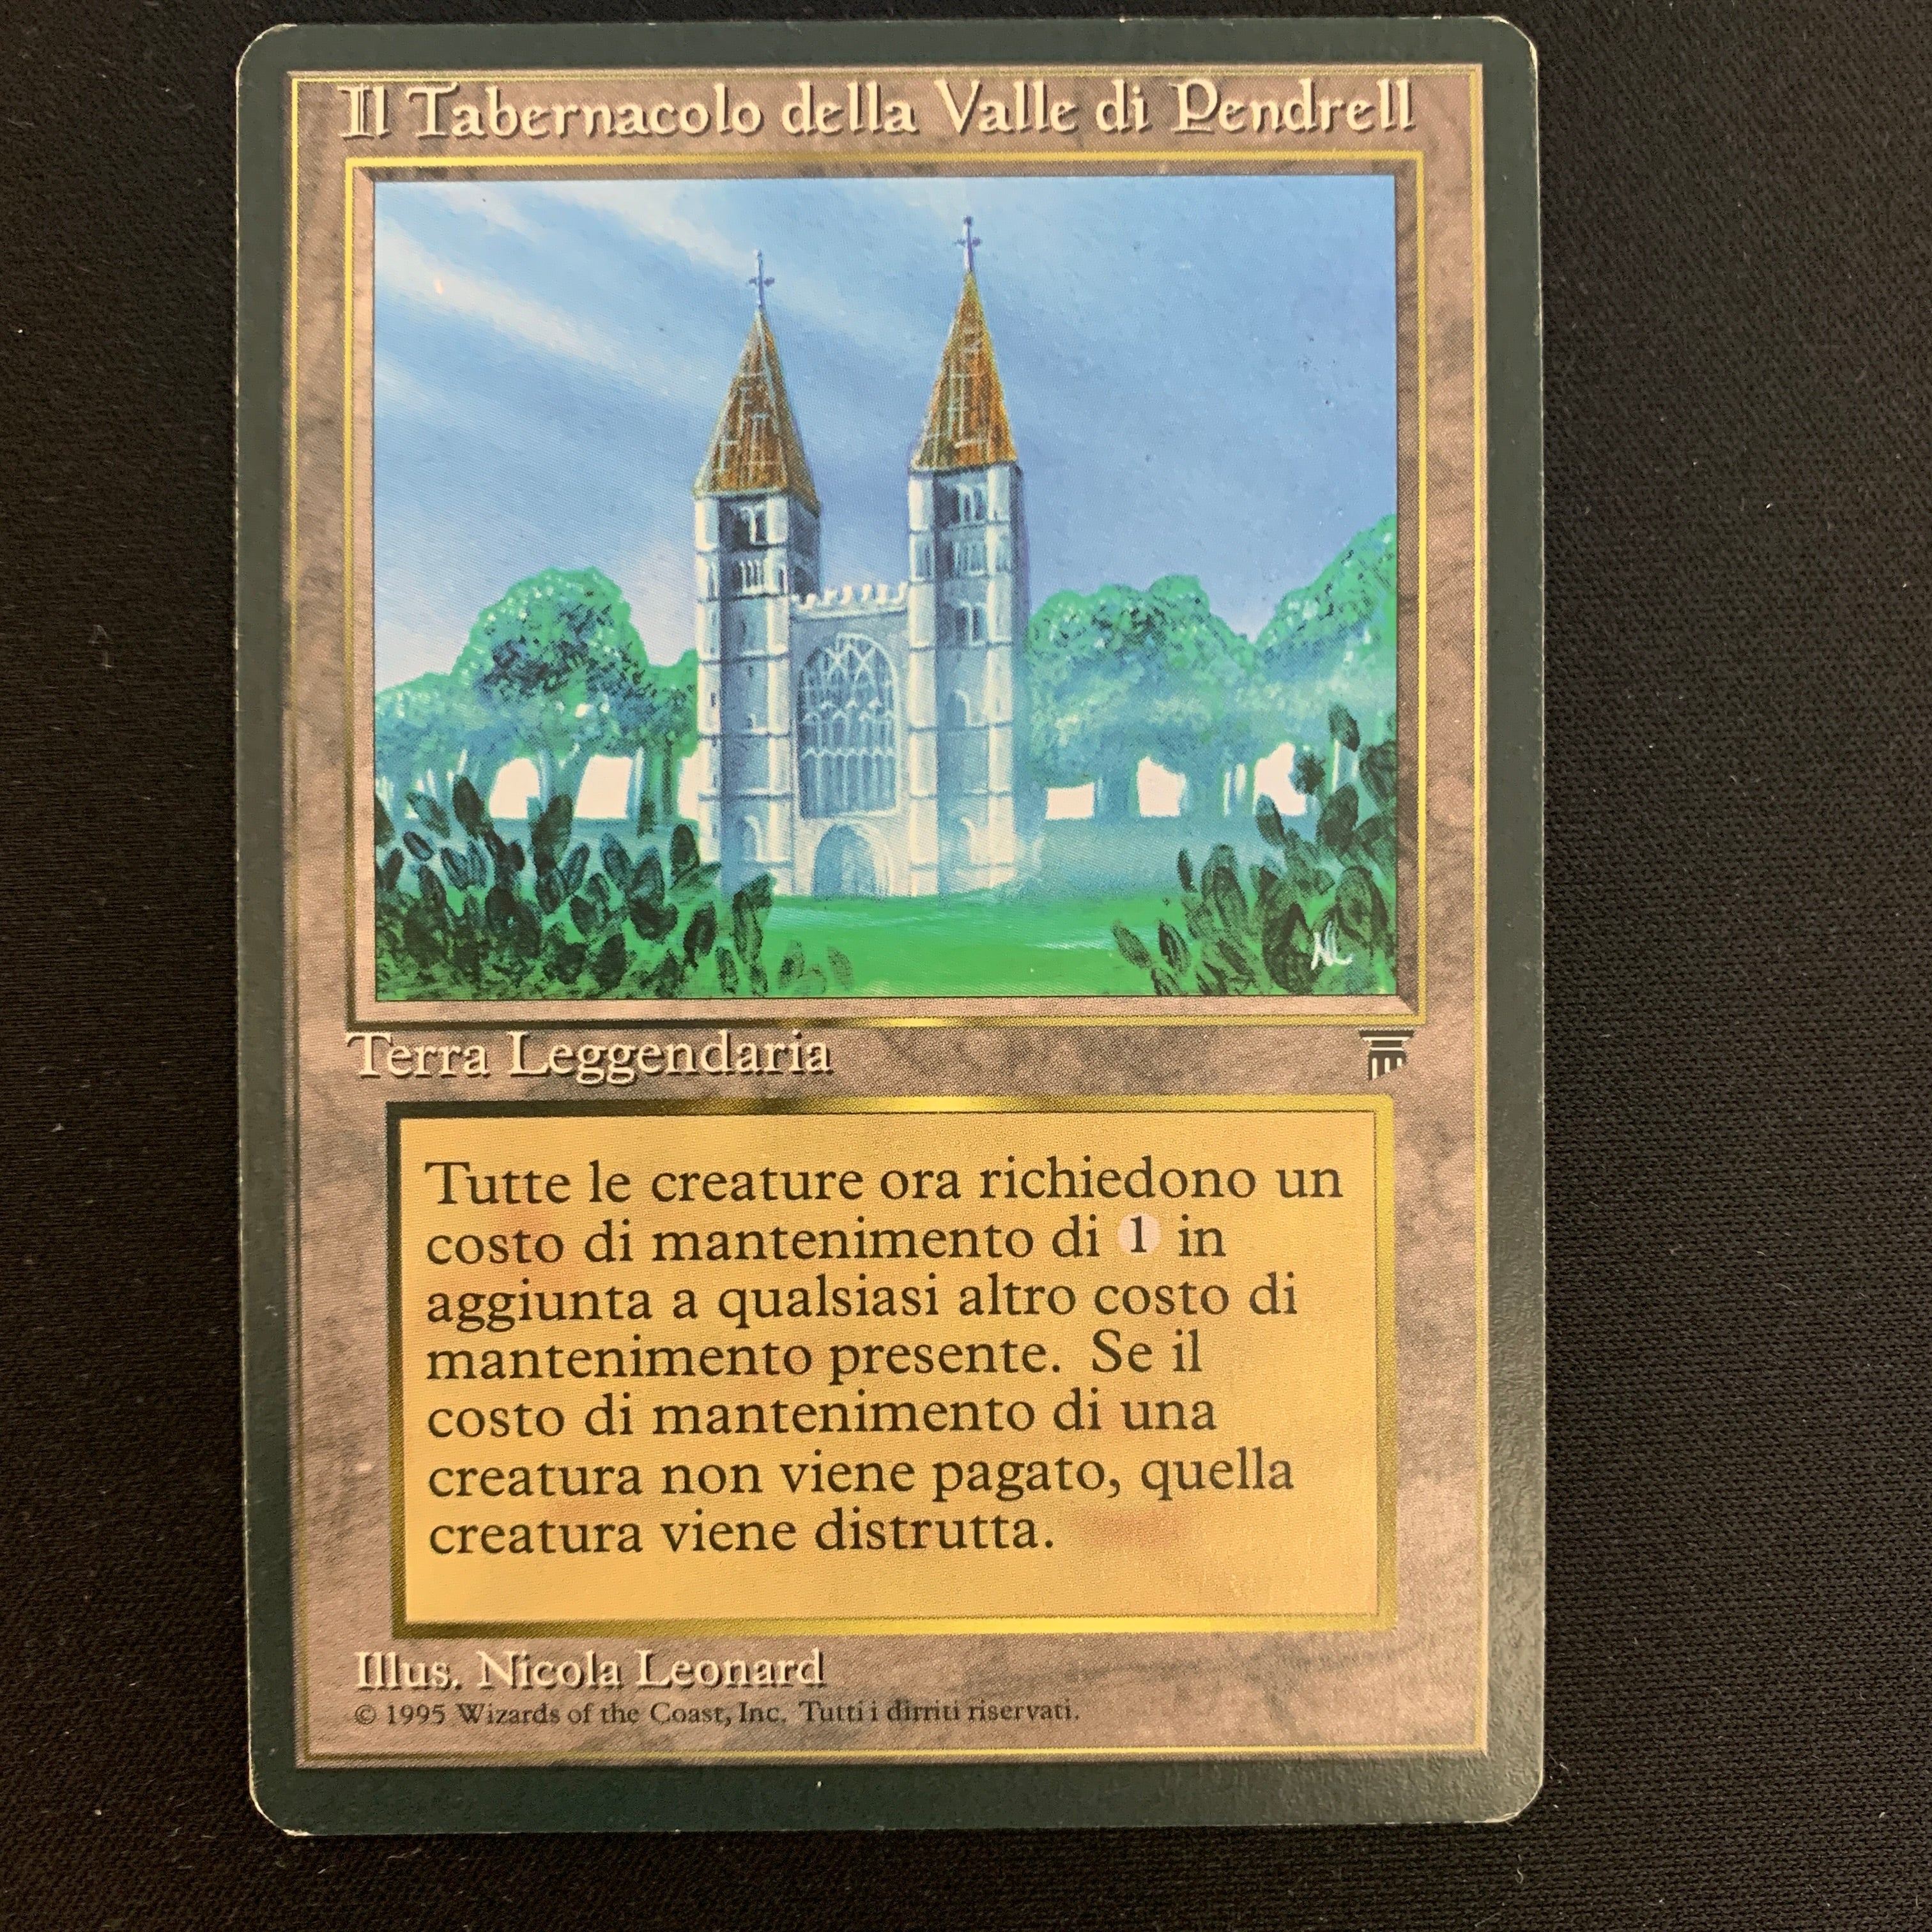 Il Tabernacolo della Valle di Pendrell
NL
Terra Leggendaria
Tutte le creature ora richiedono un
costo di mantenimento di 1 in
aggiunta a qualsiasi altro costo di
mantenimento presente. Se il
costo di mantenimento di una
creatura non viene pagato, quella
creatura viene distrutta.
Illus. Nicola Leonard
© 1995 Wizards of the Coast, Inc. Tutti i dirriti riservati.